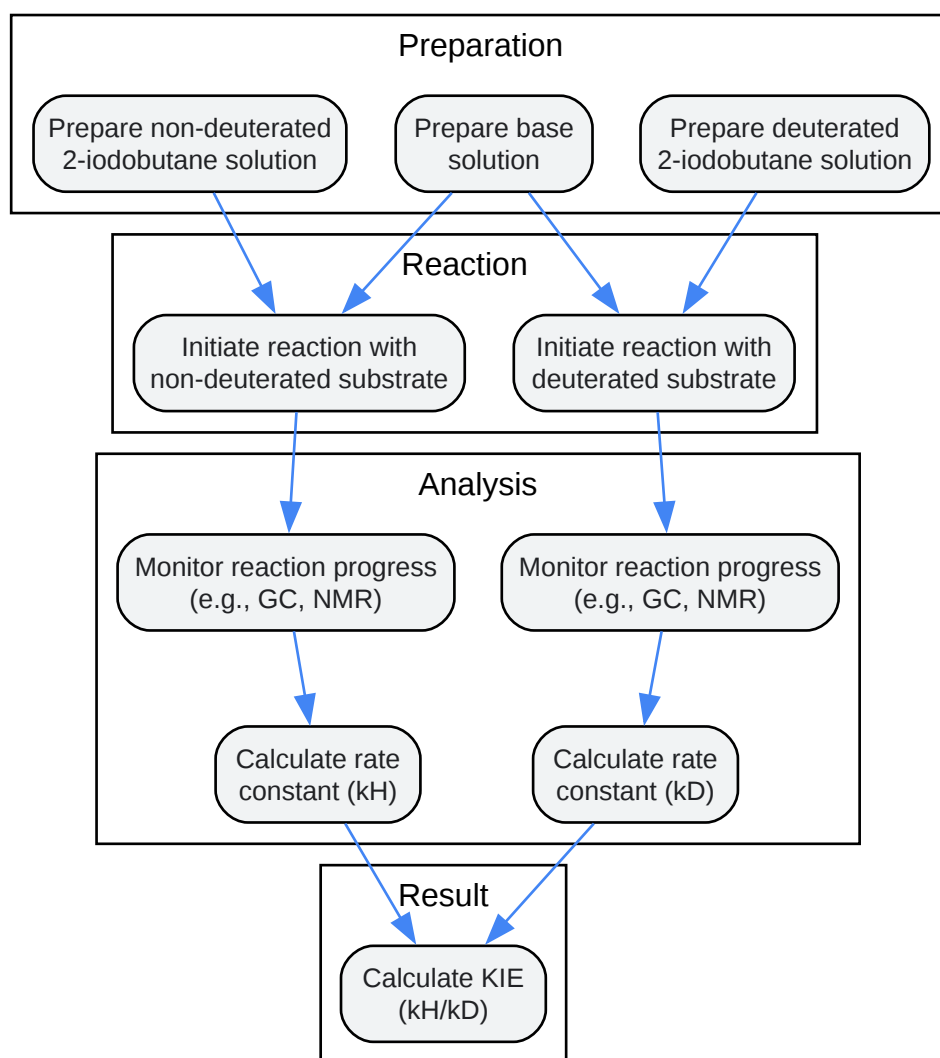 Preparation
Prepare non-deuterated
2-iodobutane solution
Prepare base
solution
Prepare deuterated
2-iodobutane solution
Reaction
Initiate reaction with
non-deuterated substrate
Initiate reaction with
deuterated substrate
Analysis
Monitor reaction progress
(e.g., GC, NMR)
Monitor reaction progress
(e.g., GC, NMR)
Calculate rate
constant (kH)
Calculate rate
constant (kD)
Result
Calculate KIE
(kH/kD)